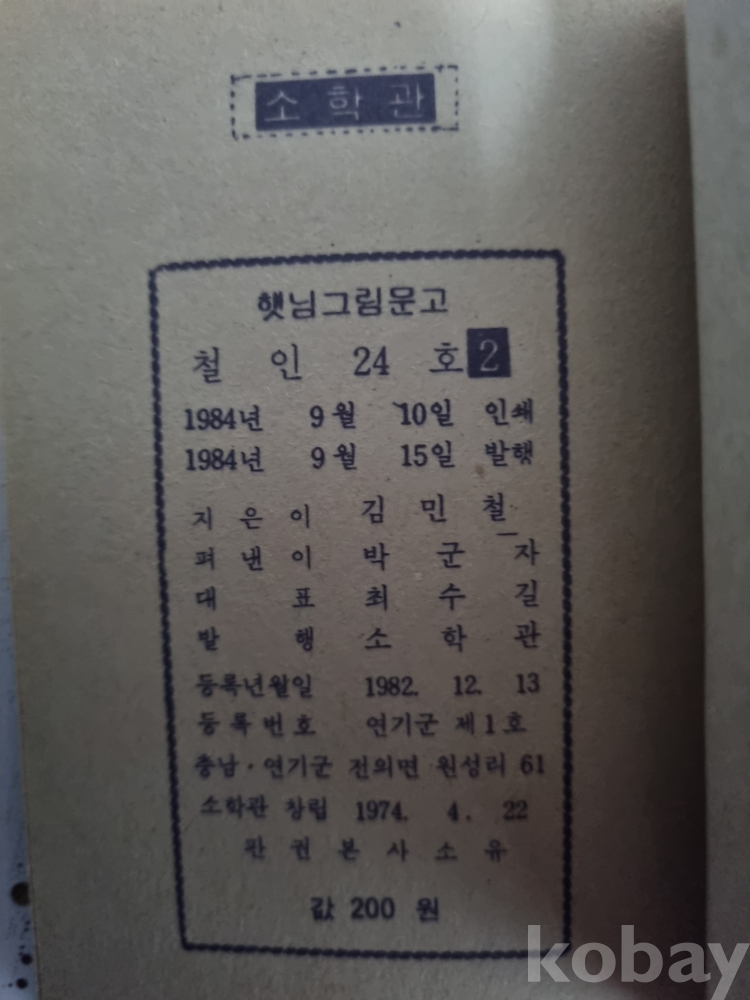 소학관
햇님그림문고
철 인 24 호 2
1984년 9월 10일 인쇄
1984년 9월 15일 발행
지 은 이 김 민 철
펴 낸 이 박 군 자
대 표 최 수 길
발 행 소 학 관
등록년월일 1982. 12. 13
등 록 번 호 연기군 제1호
충남·연기군 전의면 원성리 61
소학관 창립 1974. 4. 22
판 권 본 사 소 유
값 200 원
kobay